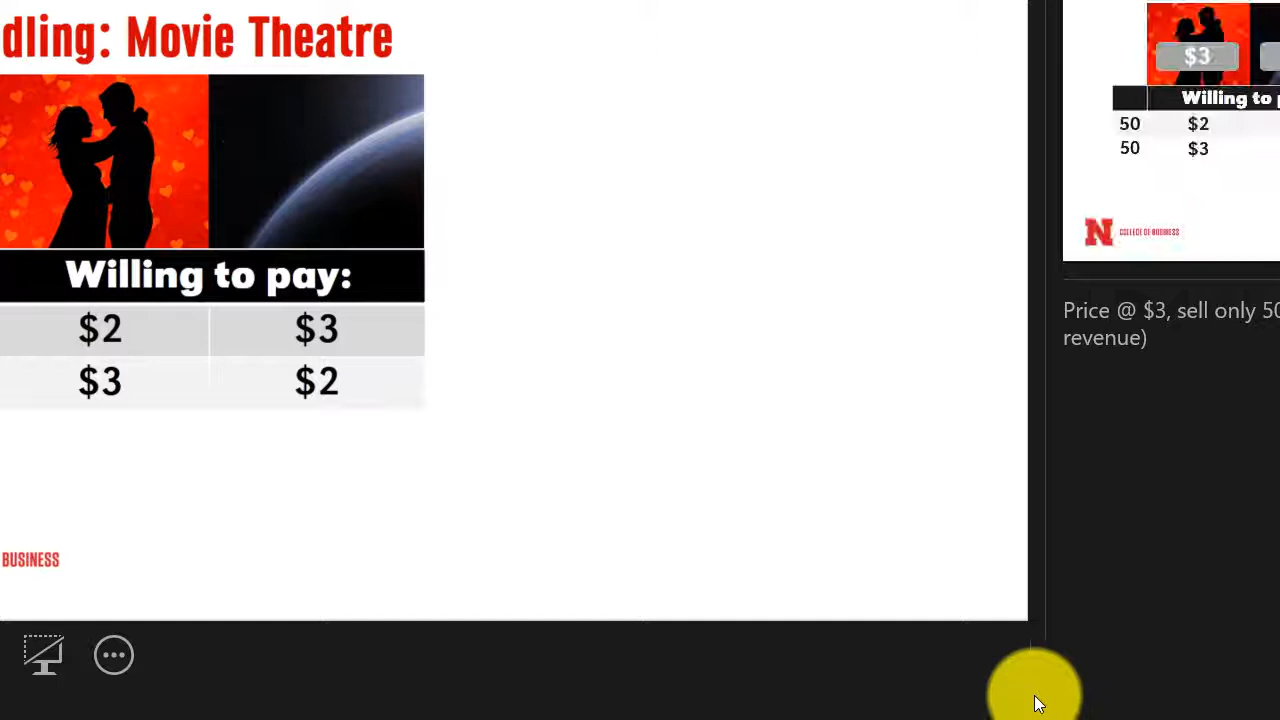 dling: Movie Theatre
Willing to pay:
$2 $3
$3 $2
BUSINESS
$3
Willing to
50 $2
50 $3
N COLLEGE OF BUSINESS
Price @ $3, sell only 50
revenue)